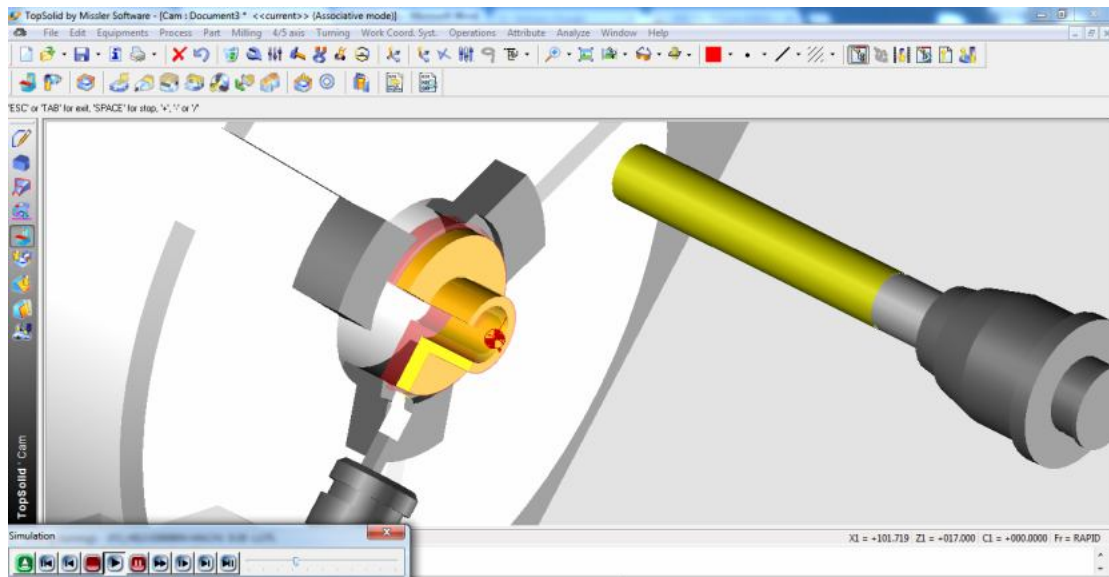 TopSolid by Missler Software - [Cam : Document3 * <<current>> (Associative mode)]
File Edit Equipments Process Part Milling 4/5 axis Turning Work Coord. Syst. Operations Attribute Analyze Window Help
'ESC' or 'TAB' for exit, 'SPACE' for stop, '+', '-' or '/'
TopSolid'Cam
X1 = +101.719 Z1 = +017.000 C1 = +000.0000 Fr = RAPID
Simulation